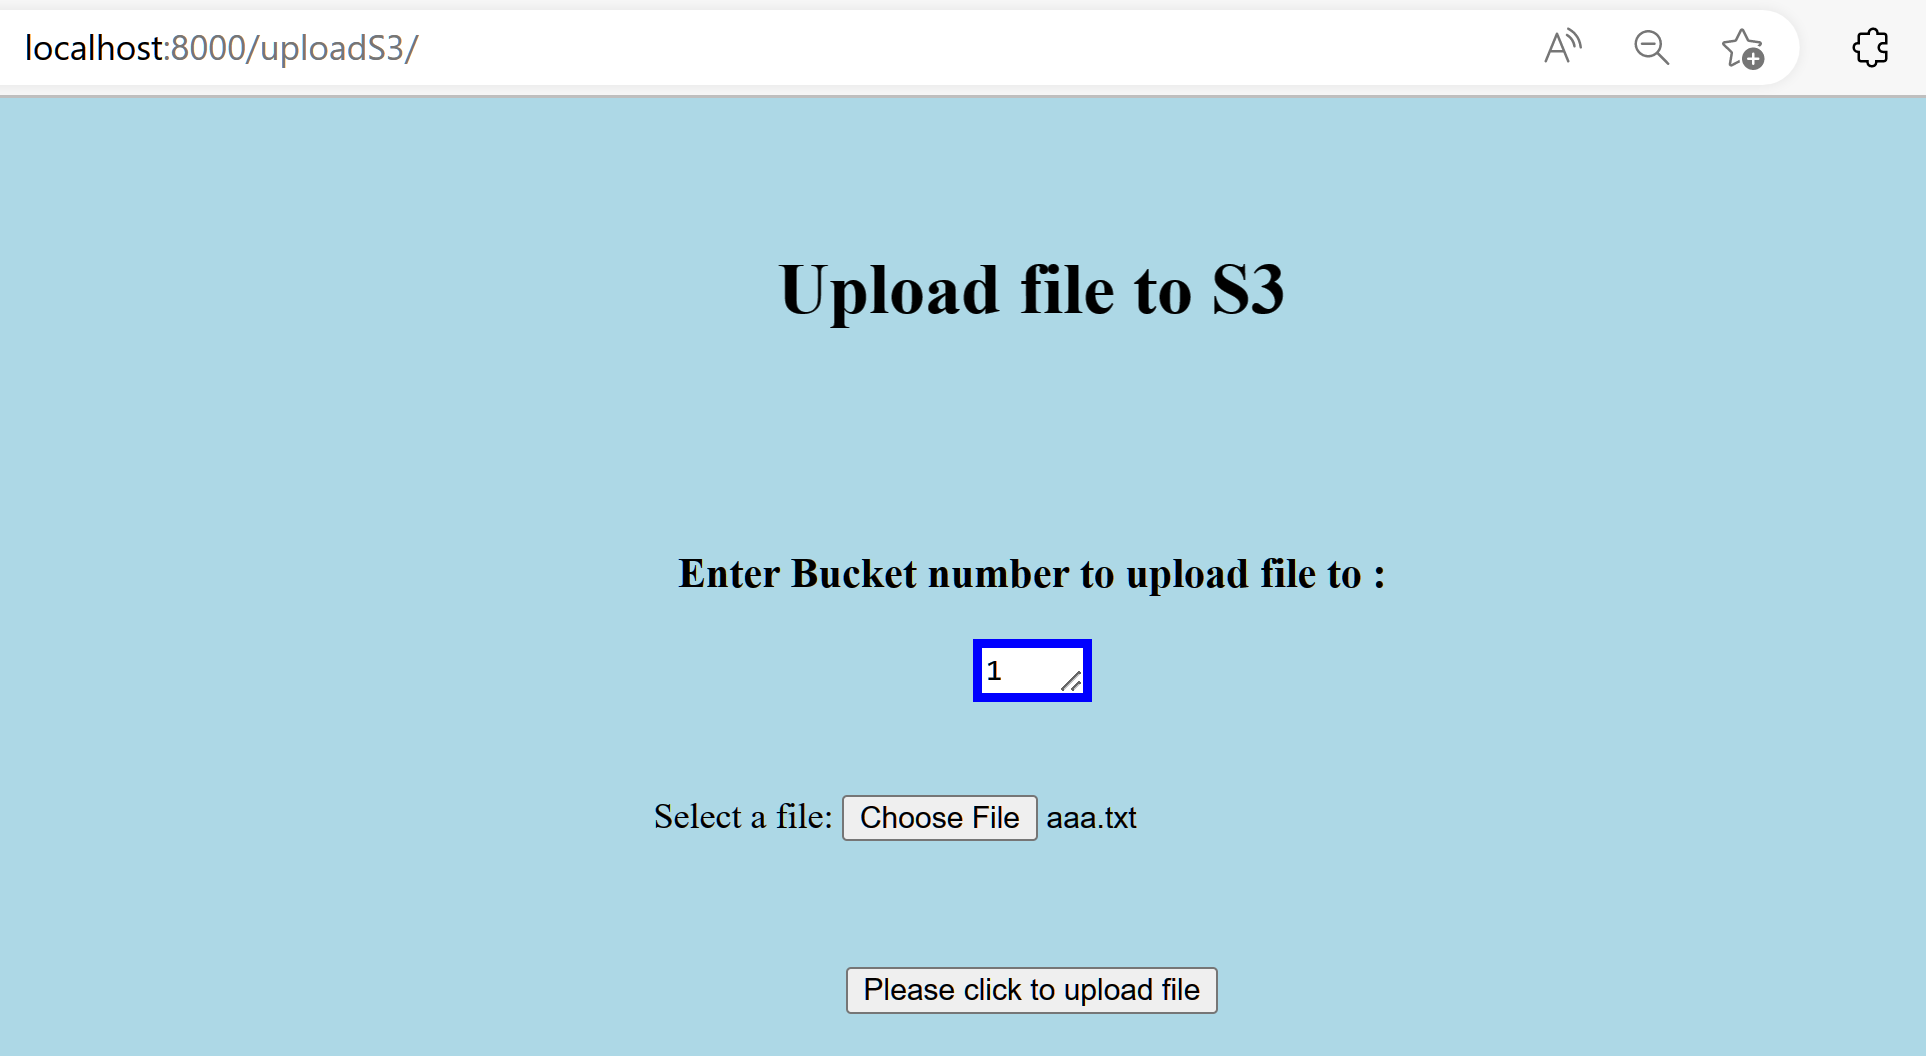 localhost:8000/uploadS3/
Upload file to S3
Enter Bucket number to upload file to :
1
Select a file: Choose File aaa.txt
Please click to upload file